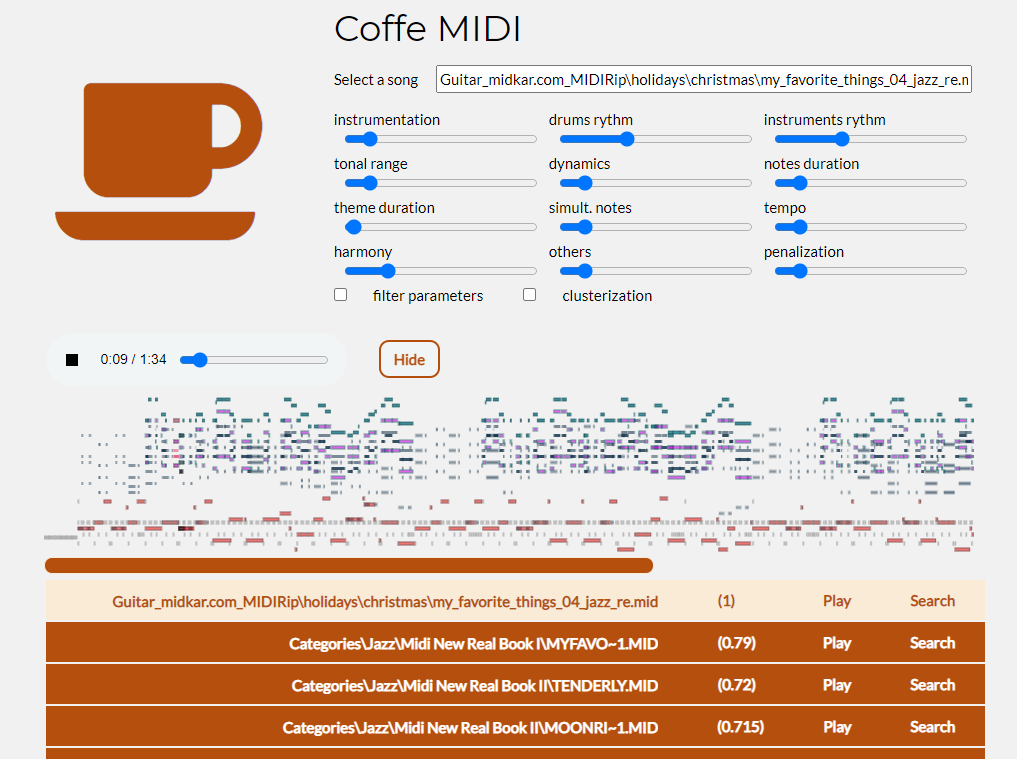 Coffe MIDI
Select a song Guitar_midkar.com_MIDIRip\holidays\christmas\my_favorite_things_04_jazz_re.n
instrumentation drums rythm instruments rythm
tonal range dynamics notes duration
theme duration simult. notes tempo
harmony others penalization
filter parameters clusterization
0:09 / 1:34 Hide
Guitar_midkar.com_MIDIRip\holidays\christmas\my_favorite_things_04_jazz_re.mid (1) Play Search
Categories\Jazz\Midi New Real Book I\MYFAVO~1.MID (0.79) Play Search
Categories\Jazz\Midi New Real Book II\TENDERLY.MID (0.72) Play Search
Categories\Jazz\Midi New Real Book II\MOONRI~1.MID (0.715) Play Search